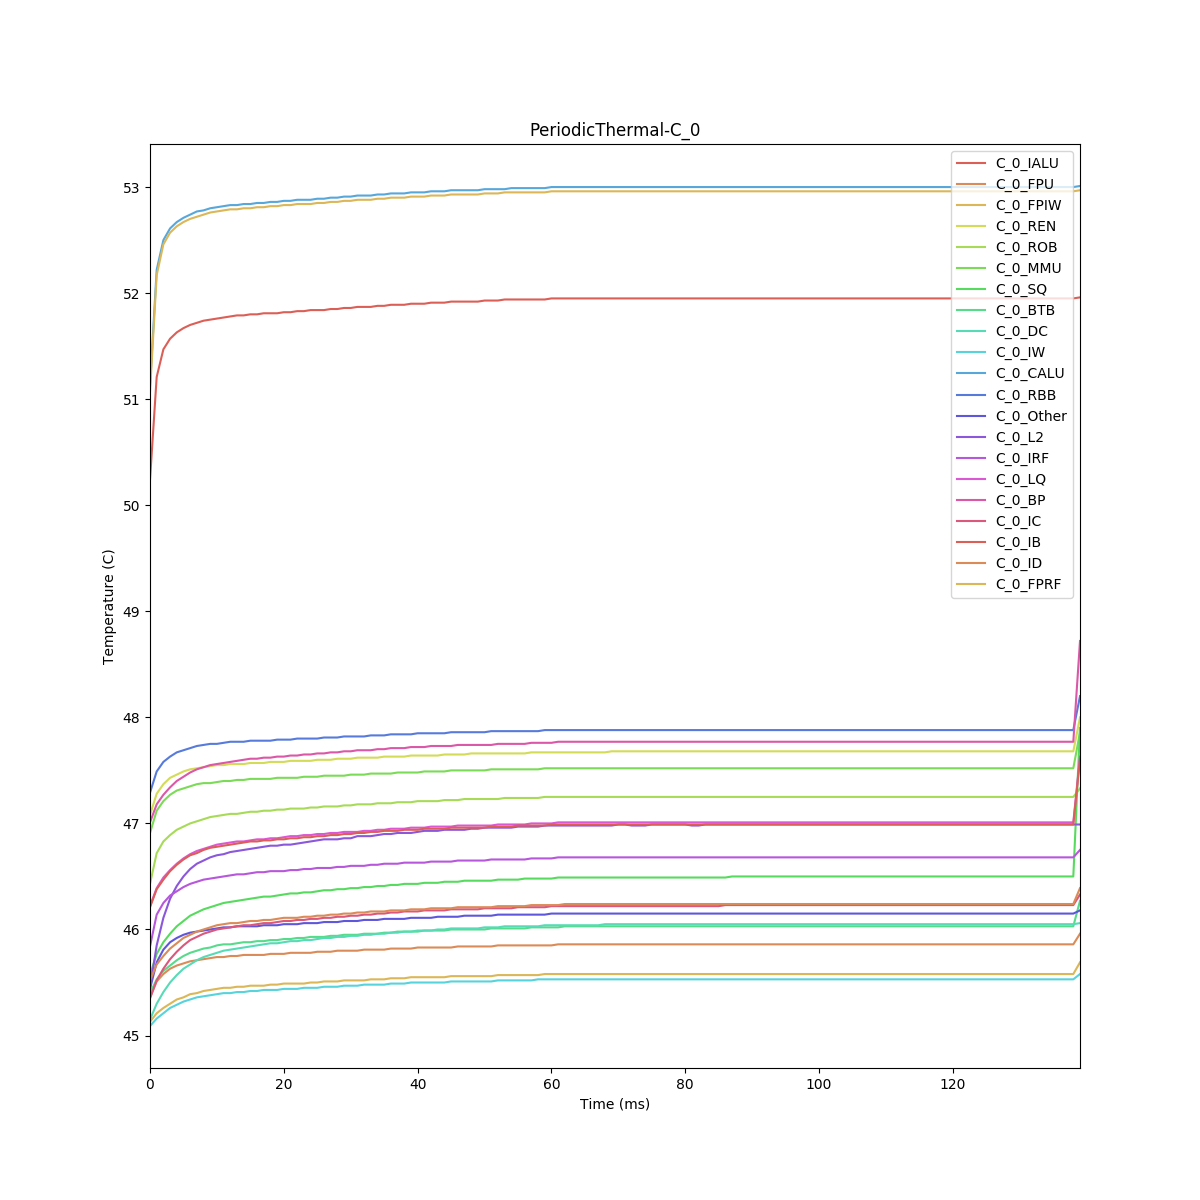 PeriodicThermal-C_0
53
52
51
50
49
48
47
46
45
Temperature (C)
C_0_IALU
C_0_FPU
C_0_FPIW
C_0_REN
C_0_ROB
C_0_MMU
C_0_SQ
C_0_BTB
C_0_DC
C_0_IW
C_0_CALU
C_0_RBB
C_0_Other
C_0_L2
C_0_IRF
C_0_LQ
C_0_BP
C_0_IC
C_0_IB
C_0_ID
C_0_FPRF
0 20 40 60 80 100 120
Time (ms)